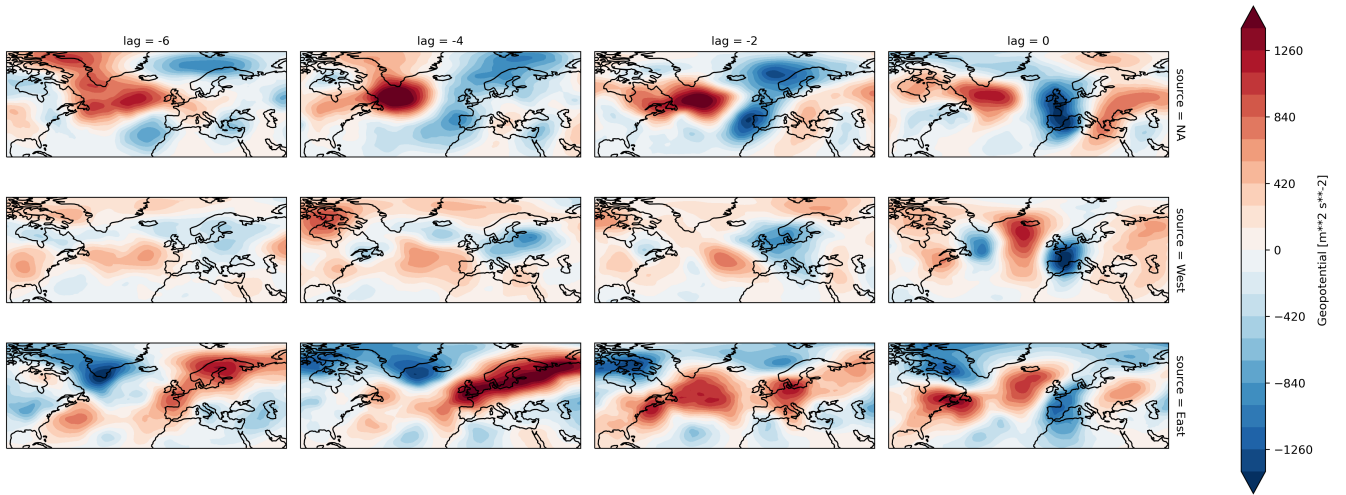 lag = -6
lag = -4
lag = -2
lag = 0
source = NA
source = West
source = East
1260
840
420
0
−420
−840
−1260
Geopotential [m**2 s**-2]